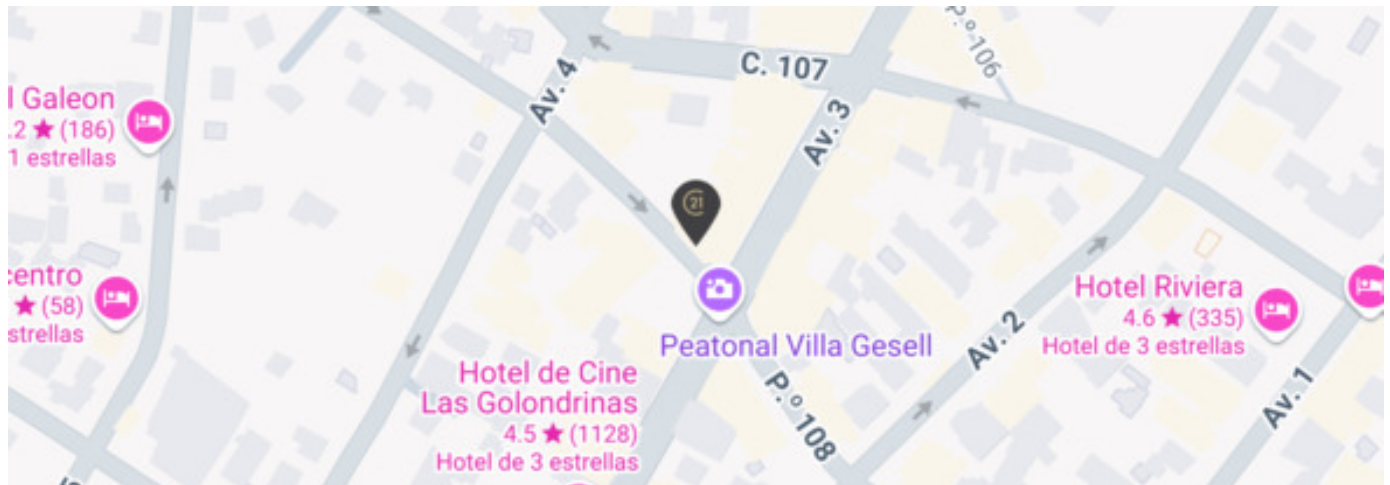 P.º 106
C. 107
Av. 4
Av. 3
l Galeon
.2 ★ (186)
1 estrellas
21
centro
★ (58)
strellas
Hotel Riviera
4.6 ★ (335)
Hotel de 3 estrellas
Peatonal Villa Gesell
Av. 2
Hotel de Cine
Las Golondrinas
4.5 ★ (1128)
Hotel de 3 estrellas
P.º 108
Av. 1